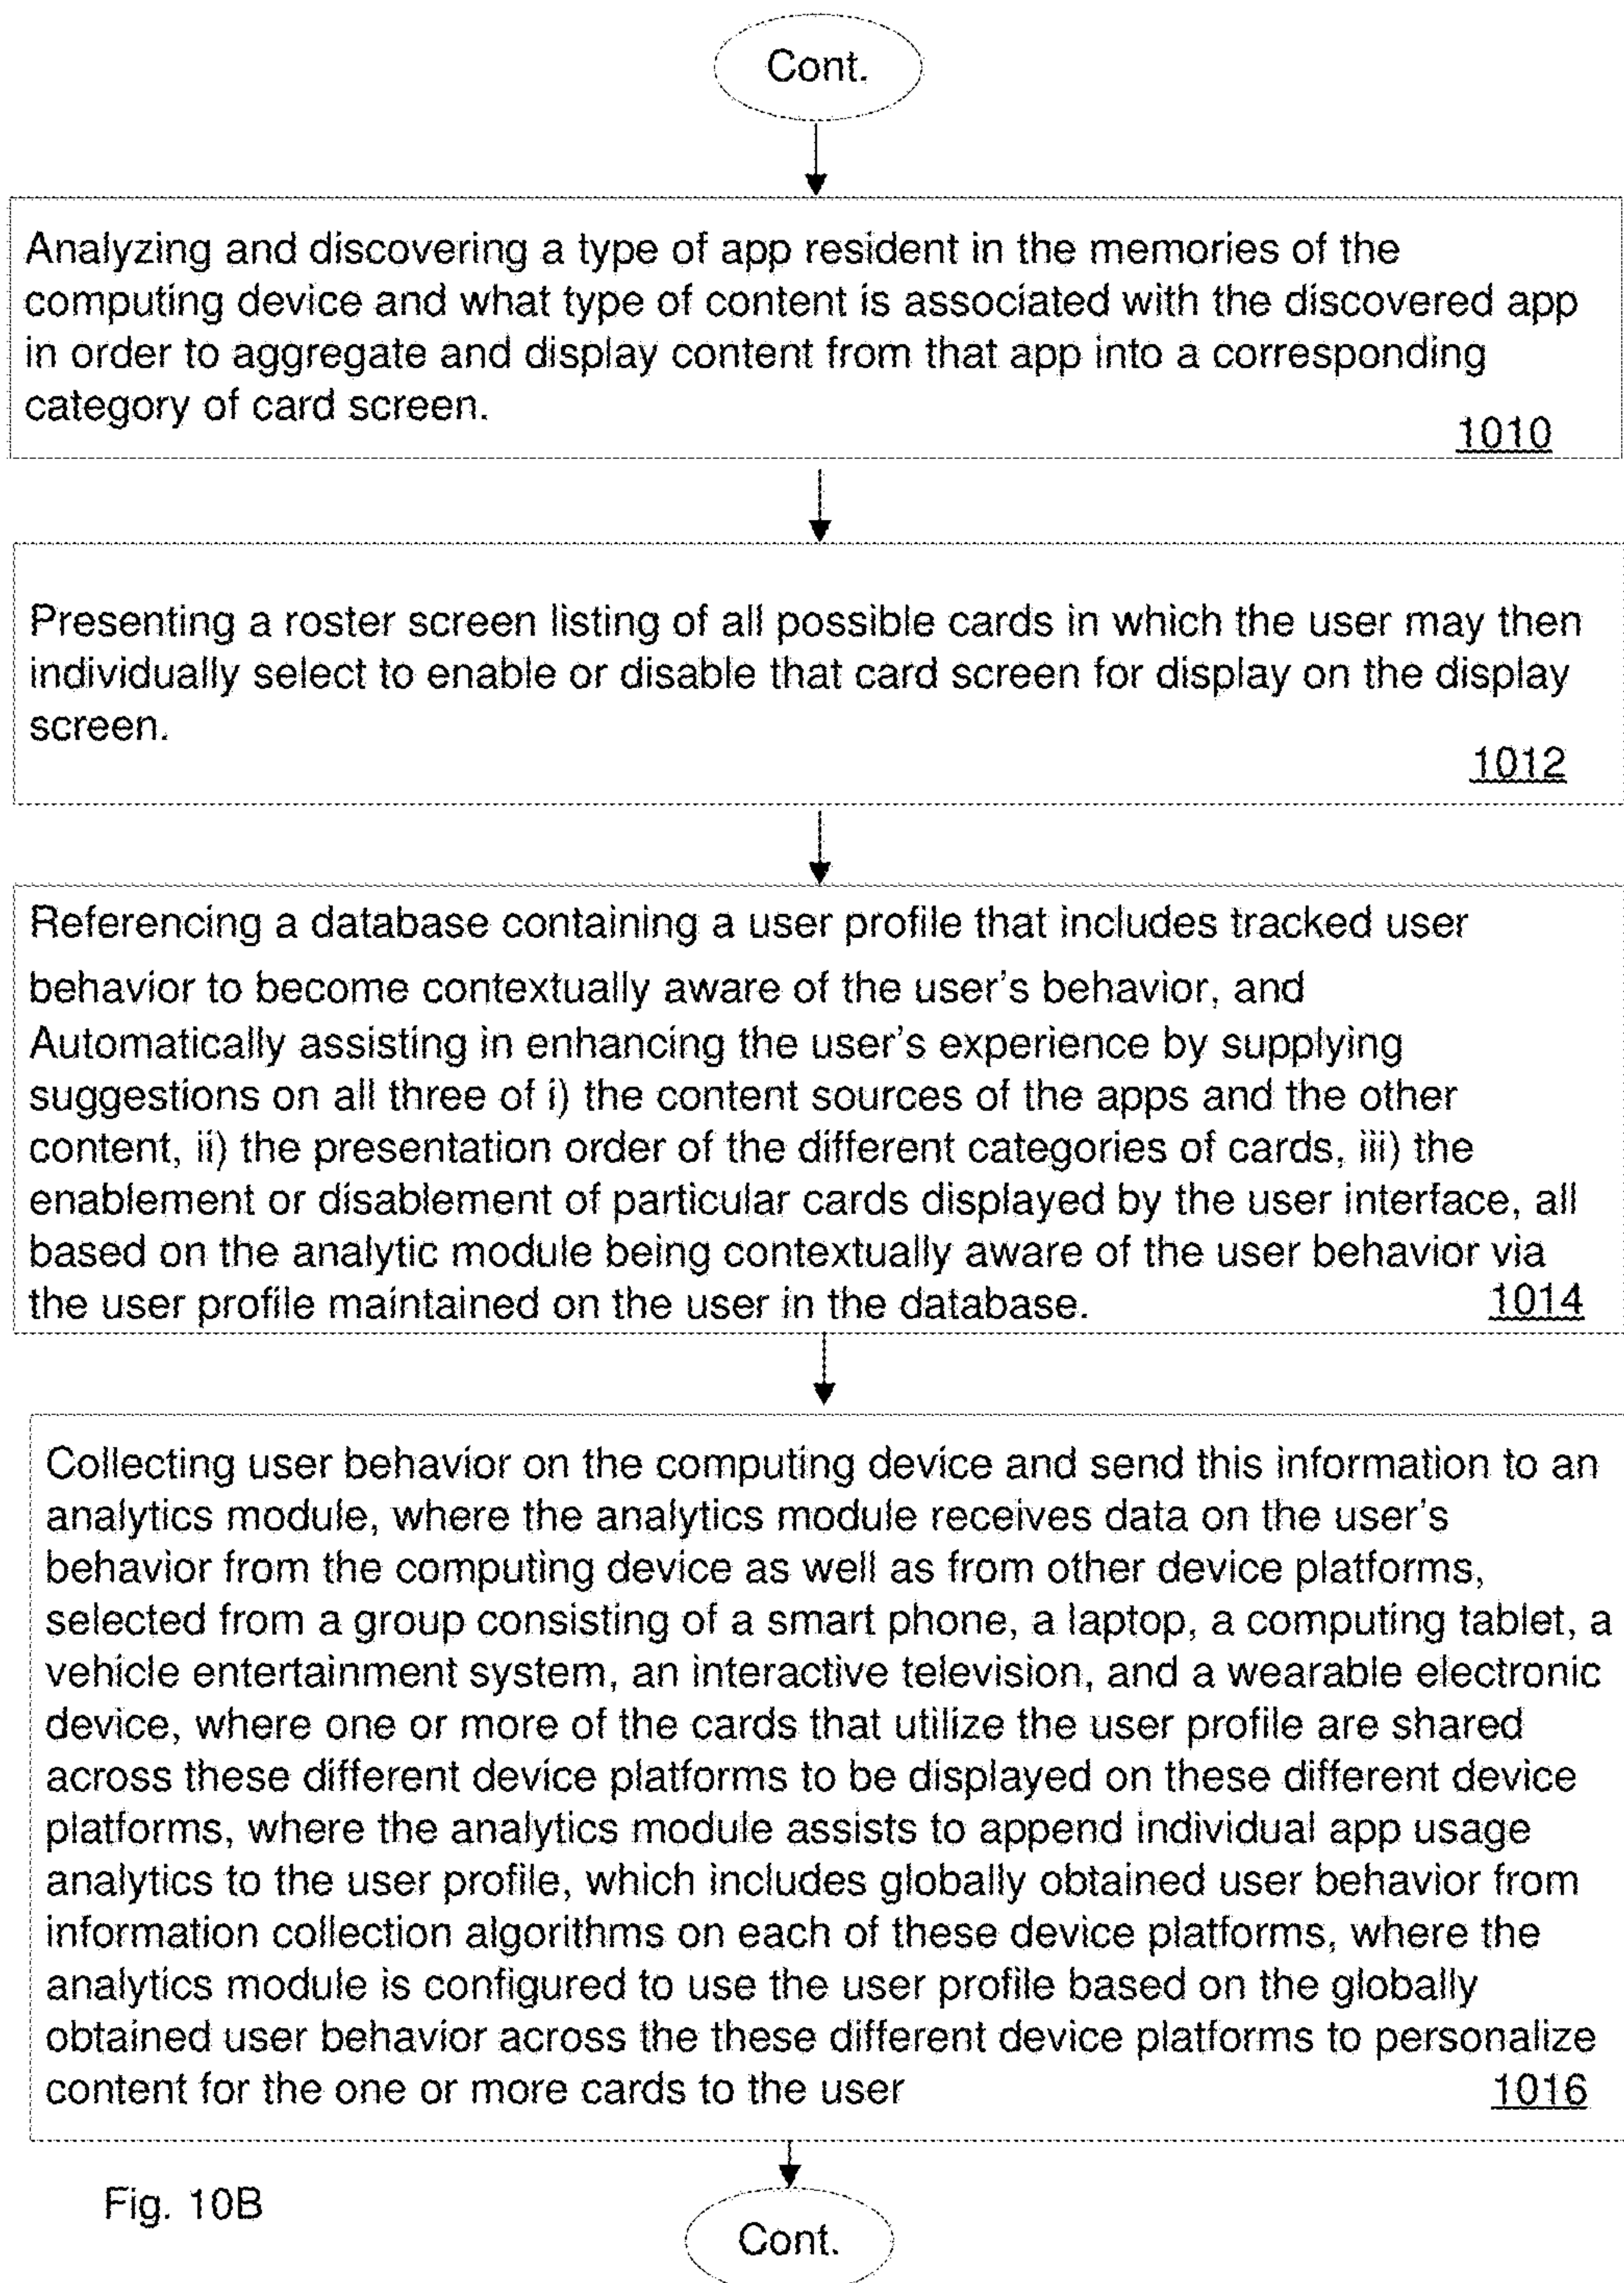 Cont.
Analyzing and discovering a type of app resident in the memories of the
computing device and what type of content is associated with the discovered app
in order to aggregate and display content from that app into a corresponding
category of card screen.
1010
Presenting a roster screen listing of all possible cards in which the user may then
individually select to enable or disable that card screen for display on the display
screen.
1012
Referencing a database containing a user profile that includes tracked user
behavior to become contextually aware of the user's behavior, and
Automatically assisting in enhancing the user's experience by supplying
suggestions on all three of i) the content sources of the apps and the other
content, ii) the presentation order of the different categories of cards, iii) the
enablement or disablement of particular cards displayed by the user interface, all
based on the analytic module being contextually aware of the user behavior via
the user profile maintained on the user in the database.
1014
Collecting user behavior on the computing device and send this information to an
analytics module, where the analytics module receives data on the user's
behavior from the computing device as well as from other device platforms,
selected from a group consisting of a smart phone, a laptop, a computing tablet, a
vehicle entertainment system, an interactive television, and a wearable electronic
device, where one or more of the cards that utilize the user profile are shared
across these different device platforms to be displayed on these different device
platforms, where the analytics module assists to append individual app usage
analytics to the user profile, which includes globally obtained user behavior from
information collection algorithms on each of these device platforms, where the
analytics module is configured to use the user profile based on the globally
obtained user behavior across the these different device platforms to personalize
content for the one or more cards to the user
1016
Fig. 10B
Cont.